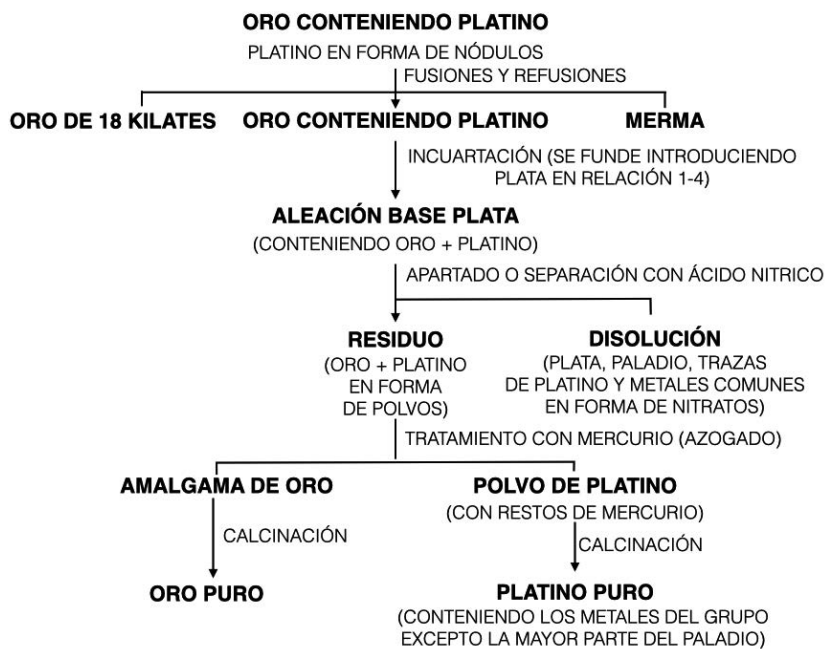 ORO CONTENIENDO PLATINO
PLATINO EN FORMA DE NÓDULOS
FUSIONES Y REFUSIONES
ORO DE 18 KILATES
ORO CONTENIENDO PLATINO
MERMA
INCUARTACIÓN (SE FUNDE INTRODUCIENDO
PLATA EN RELACIÓN 1-4)
ALEACIÓN BASE PLATA
(CONTENIENDO ORO + PLATINO)
APARTADO O SEPARACIÓN CON ÁCIDO NITRICO
RESIDUO
(ORO + PLATINO
EN FORMA
DE POLVOS)
DISOLUCIÓN
(PLATA, PALADIO, TRAZAS
DE PLATINO Y METALES COMUNES
EN FORMA DE NITRATOS)
TRATAMIENTO CON MERCURIO (AZOGADO)
AMALGAMA DE ORO
POLVO DE PLATINO
(CON RESTOS DE MERCURIO)
CALCINACIÓN
CALCINACIÓN
ORO PURO
PLATINO PURO
(CONTENIENDO LOS METALES DEL GRUPO
EXCEPTO LA MAYOR PARTE DEL PALADIO)